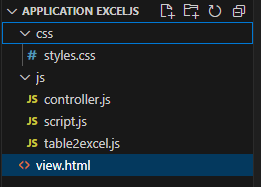 APPLICATION EXCELJS
css
# styles.css
js
JS controller.js
JS script.js
JS table2excel.js
<> view.html